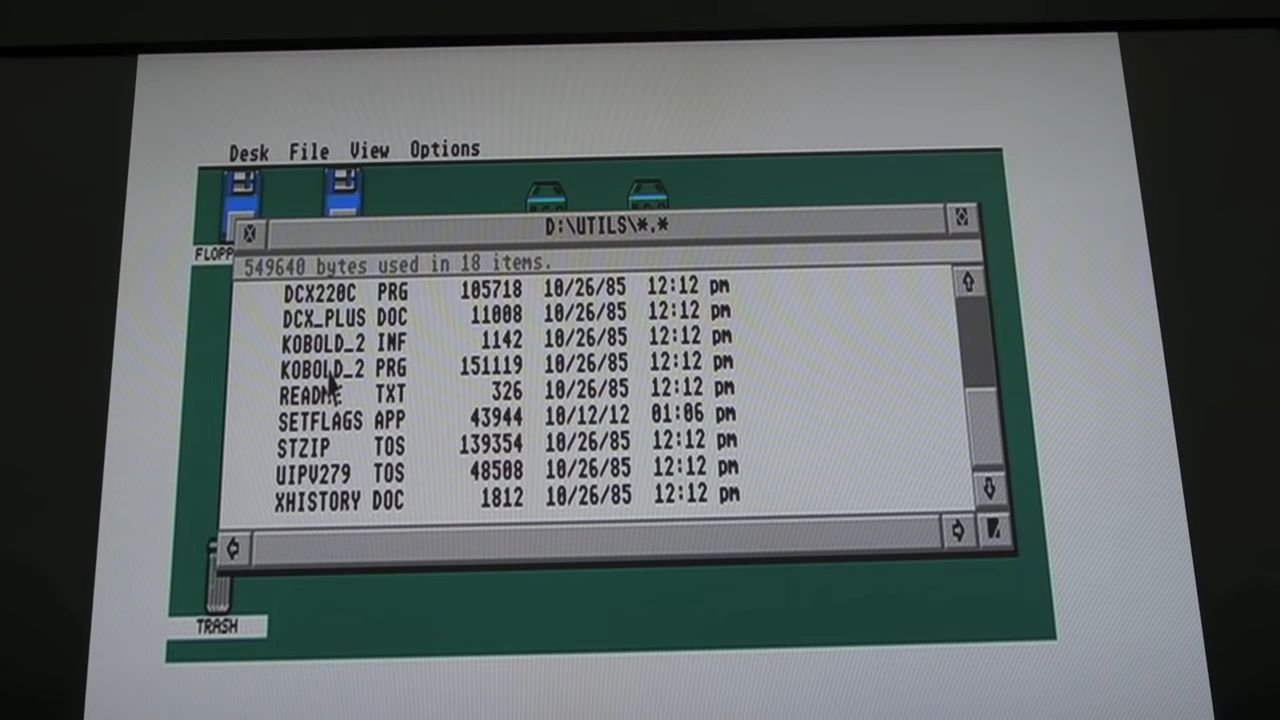 Desk File View Options
FLOPP
D:\UTILS\*.*
549640 bytes used in 18 items.
DCX220C PRG 105718 10/26/85 12:12 pm
DCX_PLUS DOC 11008 10/26/85 12:12 pm
KOBOLD_2 INF 1142 10/26/85 12:12 pm
KOBOLD_2 PRG 151119 10/26/85 12:12 pm
README TXT 326 10/26/85 12:12 pm
SETFLAGS APP 43944 10/12/12 01:06 pm
STZIP TOS 139354 10/26/85 12:12 pm
UIPV279 TOS 48508 10/26/85 12:12 pm
XHISTORY DOC 1812 10/26/85 12:12 pm
TRASH